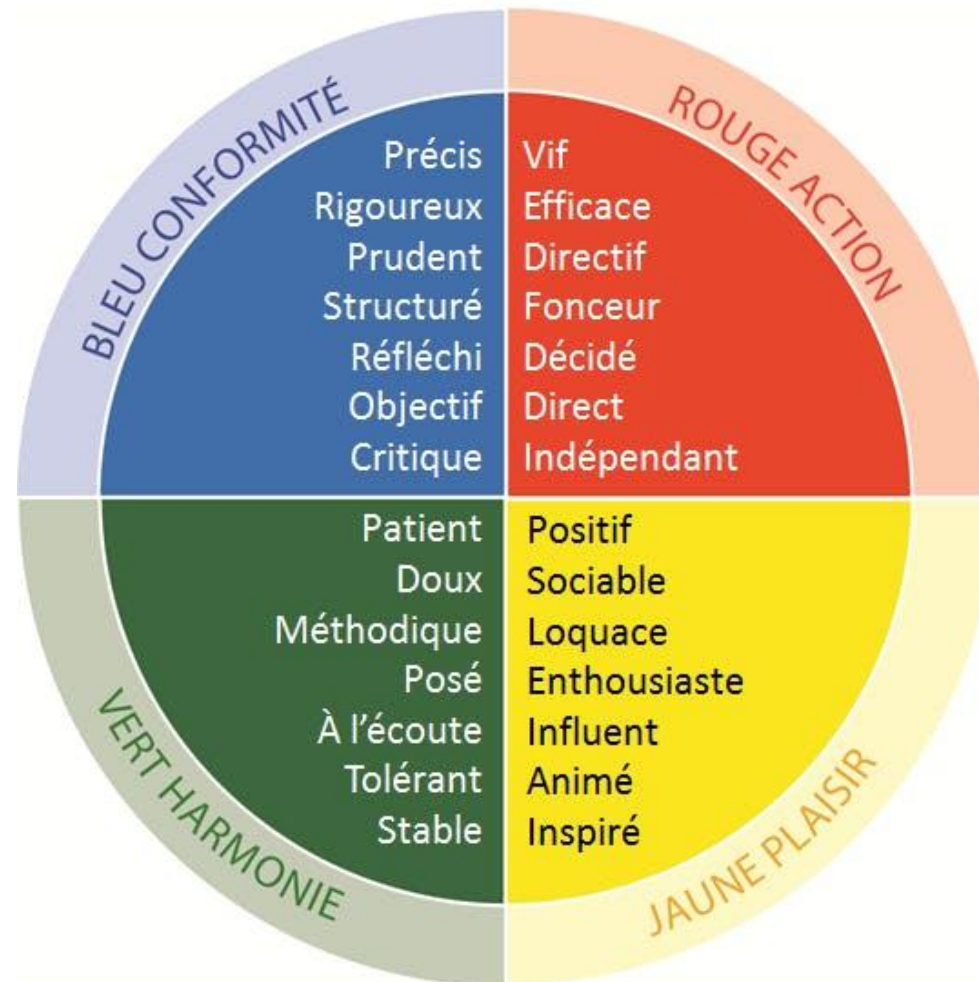 BLEU CONFORMITÉ
Précis
Rigoureux
Prudent
Structuré
Réfléchi
Objectif
Critique
ROUGE ACTION
Vif
Efficace
Directif
Fonceur
Décidé
Direct
Indépendant
VERT HARMONIE
Patient
Doux
Méthodique
Posé
À l'écoute
Tolérant
Stable
JAUNE PLAISIR
Positif
Sociable
Loquace
Enthousiaste
Influent
Animé
Inspiré